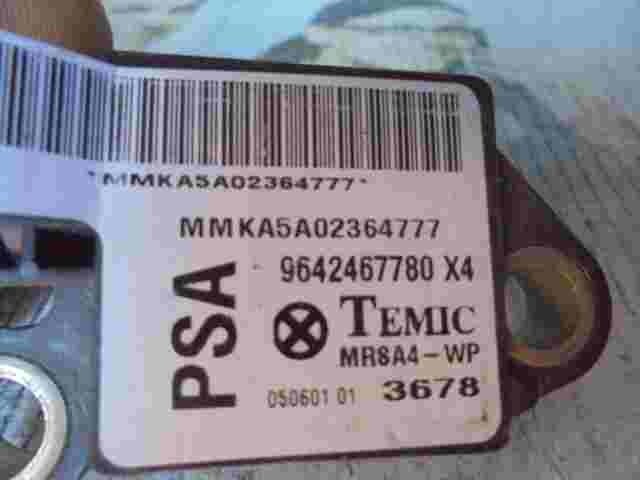 *MMKA5A02364777*
MMKA5A02364777
PSA
9642467780 X4
TEMIC
MR8A4-WP
050601 01 3678